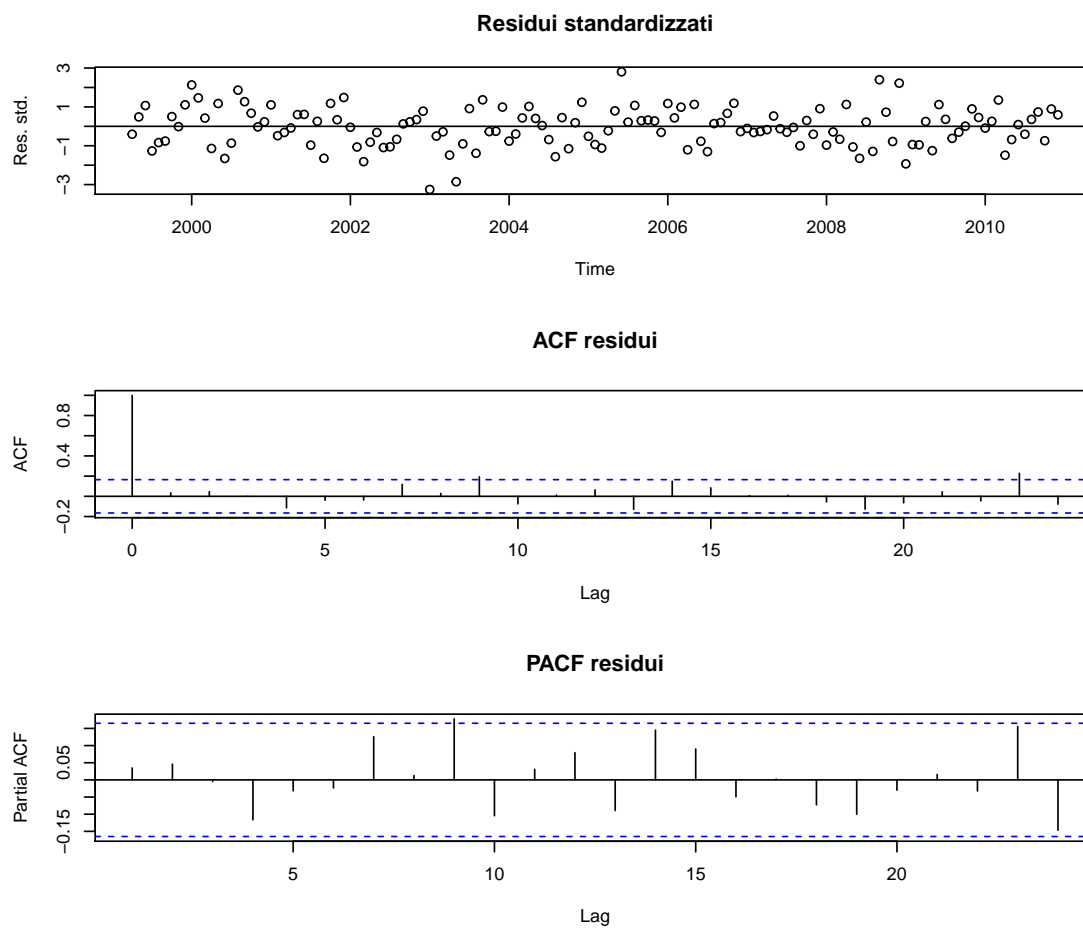 Residui standardizzati
Res. std.
3
1
−1
−3
2000 2002 2004 2006 2008 2010
Time
ACF residui
ACF
0.8
0.4
−0.2
0 5 10 15 20
Lag
PACF residui
Partial ACF
0.05
−0.15
5 10 15 20
Lag